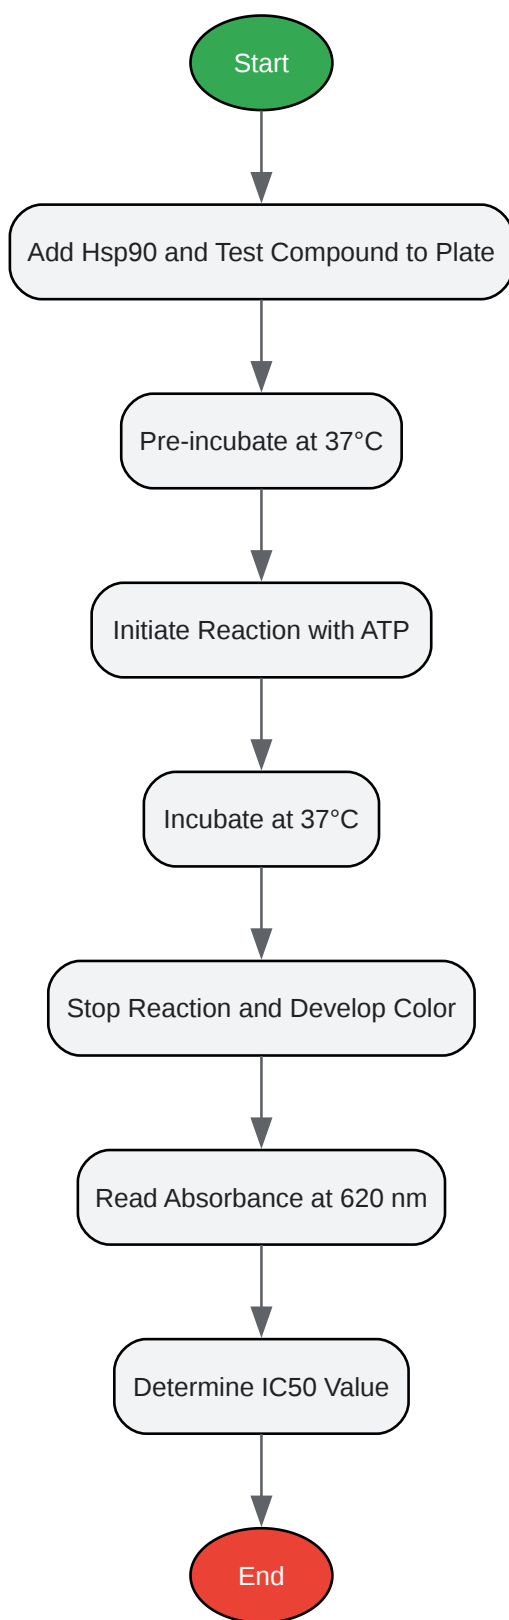 Start
Add Hsp90 and Test Compound to Plate
Pre-incubate at 37°C
Initiate Reaction with ATP
Incubate at 37°C
Stop Reaction and Develop Color
Read Absorbance at 620 nm
Determine IC50 Value
End